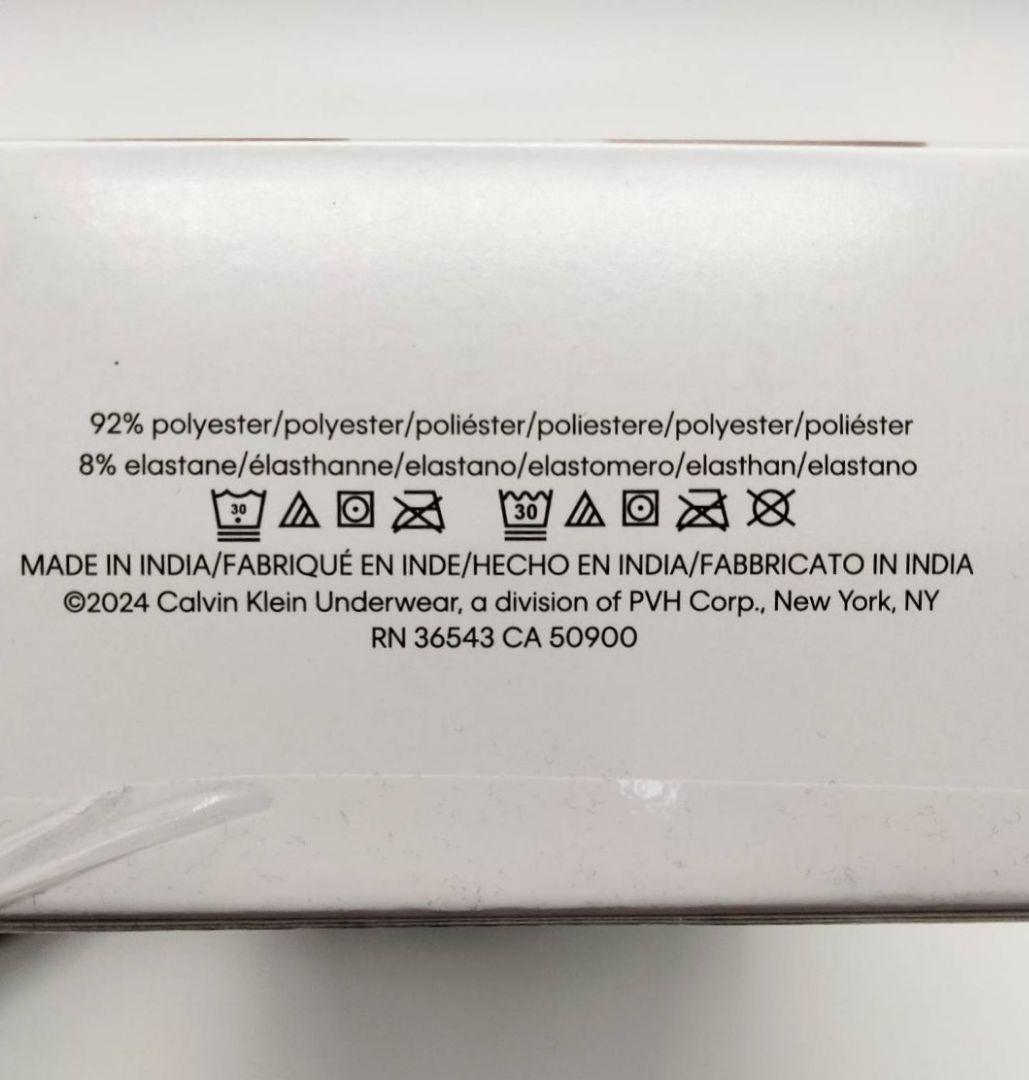 92% polyester/polyester/poliéster/poliestere/polyester/poliéster
8% elastane/élasthanne/elastano/elastomero/elasthan/elastano
30 30
MADE IN INDIA/FABRIQUÉ EN INDE/HECHO EN INDIA/FABBRICATO IN INDIA
©2024 Calvin Klein Underwear, a division of PVH Corp., New York, NY
RN 36543 CA 50900